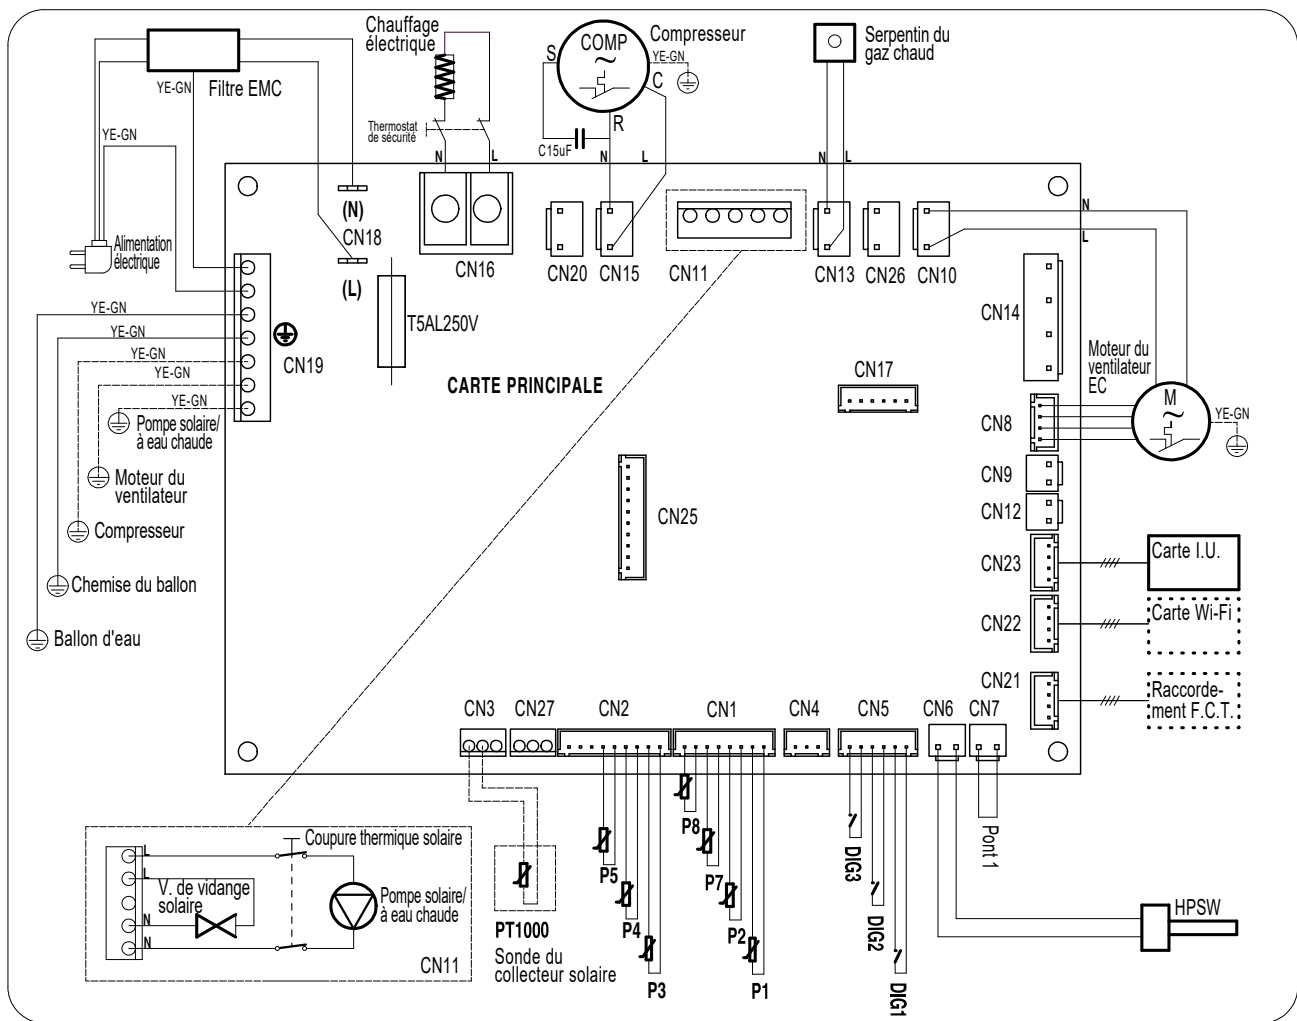 Chauffage
électrique
S
COMP
~
Compresseur
YE-GN
C
Serpentin du
gaz chaud
YE-GN
Filtre EMC
Thermostat
de sécurité
R
C15uF
YE-GN
N
L
N
L
N
L
(N)
CN18
(L)
N
L
Alimentation
électrique
CN16
CN20
CN15
CN11
CN13
CN26
CN10
YE-GN
YE-GN
YE-GN
YE-GN
YE-GN
CN19
T5AL250V
CARTE PRINCIPALE
CN14
CN17
Moteur du
ventilateur
EC
M
~
YE-GN
CN8
Pompe solaire/
à eau chaude
Moteur du
ventilateur
Compresseur
Chemise du ballon
Ballon d'eau
CN25
CN9
CN12
CN23
Carte I.U.
CN22
Carte Wi-Fi
CN21
Raccorde-
ment F.C.T.
CN3
CN27
CN2
CN1
CN4
CN5
CN6
CN7
P8
P5
P7
P4
P2
P3
P1
DIG3
DIG2
DIG1
Pont 1
HPSW
PT1000
Sonde du
collecteur solaire
Coupure thermique solaire
L
L
V. de vidange
solaire
N
N
Pompe solaire/
à eau chaude
CN11